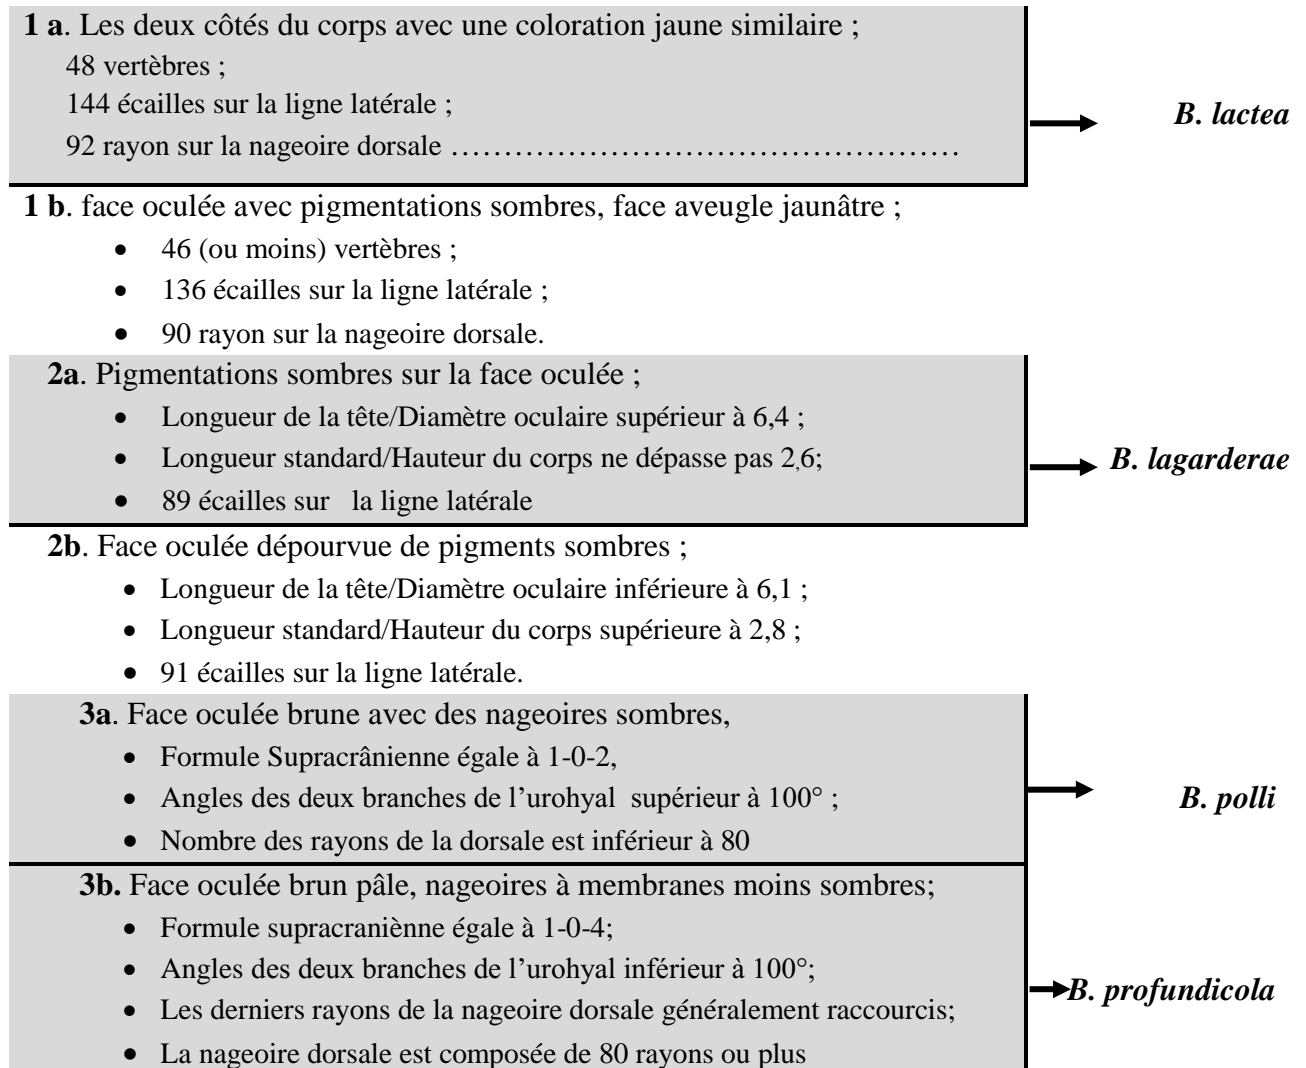 1 a. Les deux côtés du corps avec une coloration jaune similaire ;
48 vertèbres ;
144 écailles sur la ligne latérale ;
92 rayon sur la nageoire dorsale …………………………………………
B. lactea
1 b. face oculée avec pigmentations sombres, face aveugle jaunâtre ;
• 46 (ou moins) vertèbres ;
• 136 écailles sur la ligne latérale ;
• 90 rayon sur la nageoire dorsale.
2a. Pigmentations sombres sur la face oculée ;
• Longueur de la tête/Diamètre oculaire supérieur à 6,4 ;
• Longueur standard/Hauteur du corps ne dépasse pas 2,6;
• 89 écailles sur la ligne latérale
B. lagarderae
2b. Face oculée dépourvue de pigments sombres ;
• Longueur de la tête/Diamètre oculaire inférieure à 6,1 ;
• Longueur standard/Hauteur du corps supérieure à 2,8 ;
• 91 écailles sur la ligne latérale.
3a. Face oculée brune avec des nageoires sombres,
• Formule Supracrânienne égale à 1-0-2,
• Angles des deux branches de l’urohyal supérieur à 100° ;
• Nombre des rayons de la dorsale est inférieur à 80
B. polli
3b. Face oculée brun pâle, nageoires à membranes moins sombres;
• Formule supracraniènne égale à 1-0-4;
• Angles des deux branches de l’urohyal inférieur à 100°;
• Les derniers rayons de la nageoire dorsale généralement raccourcis;
• La nageoire dorsale est composée de 80 rayons ou plus
B. profundicola